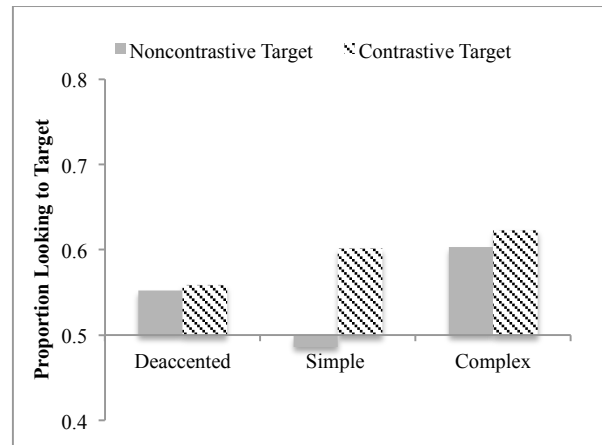 Noncontrastive Target Contrastive Target
Proportion Looking to Target
0.8
0.7
0.6
0.5
0.4
Deaccented Simple Complex